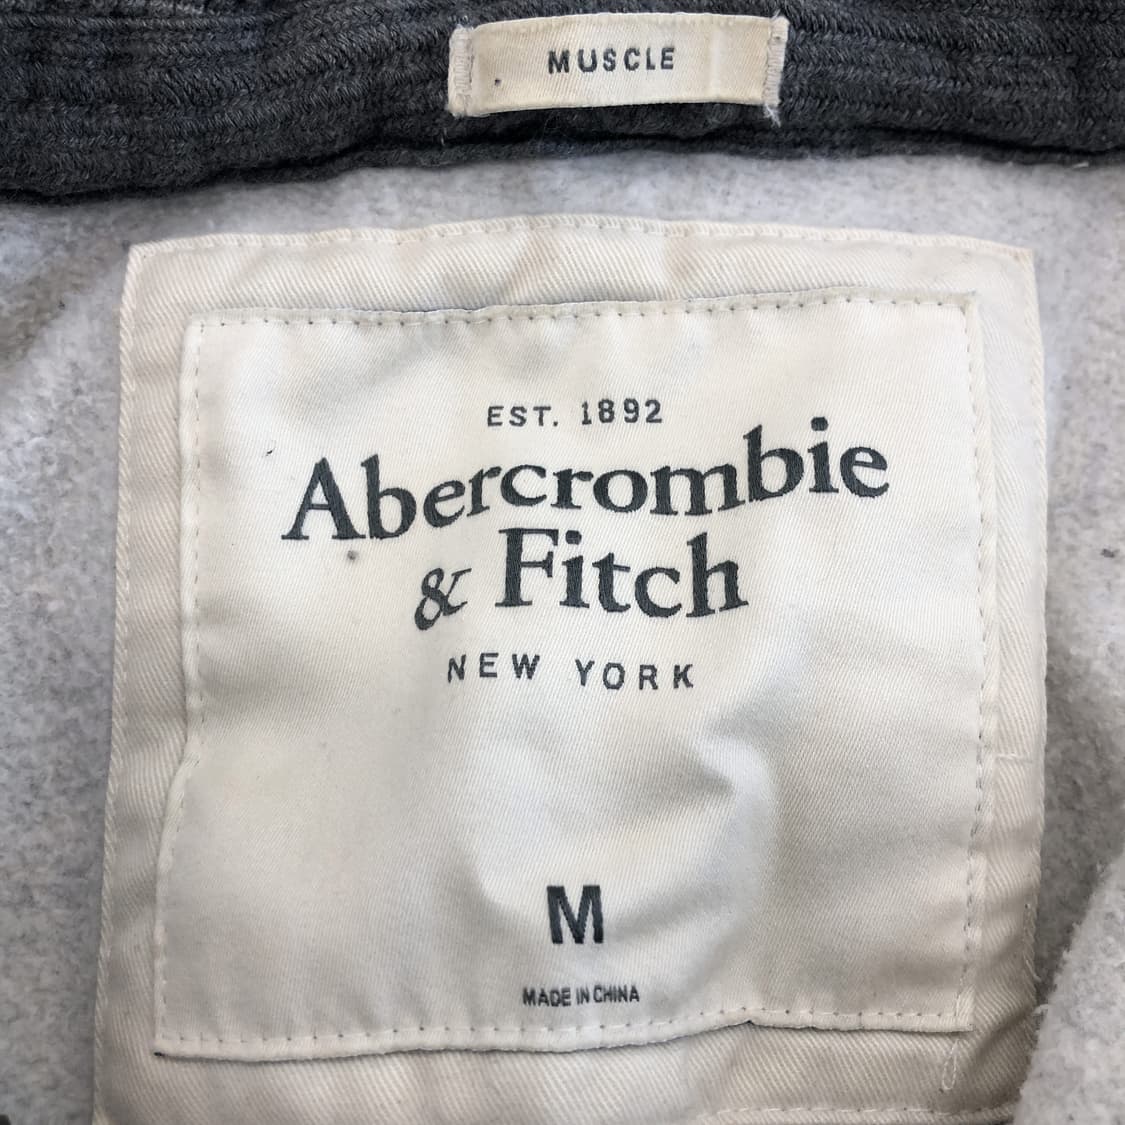 MUSCLE
EST. 1892
Abercrombie
& Fitch
NEW YORK
M
MADE IN CHINA